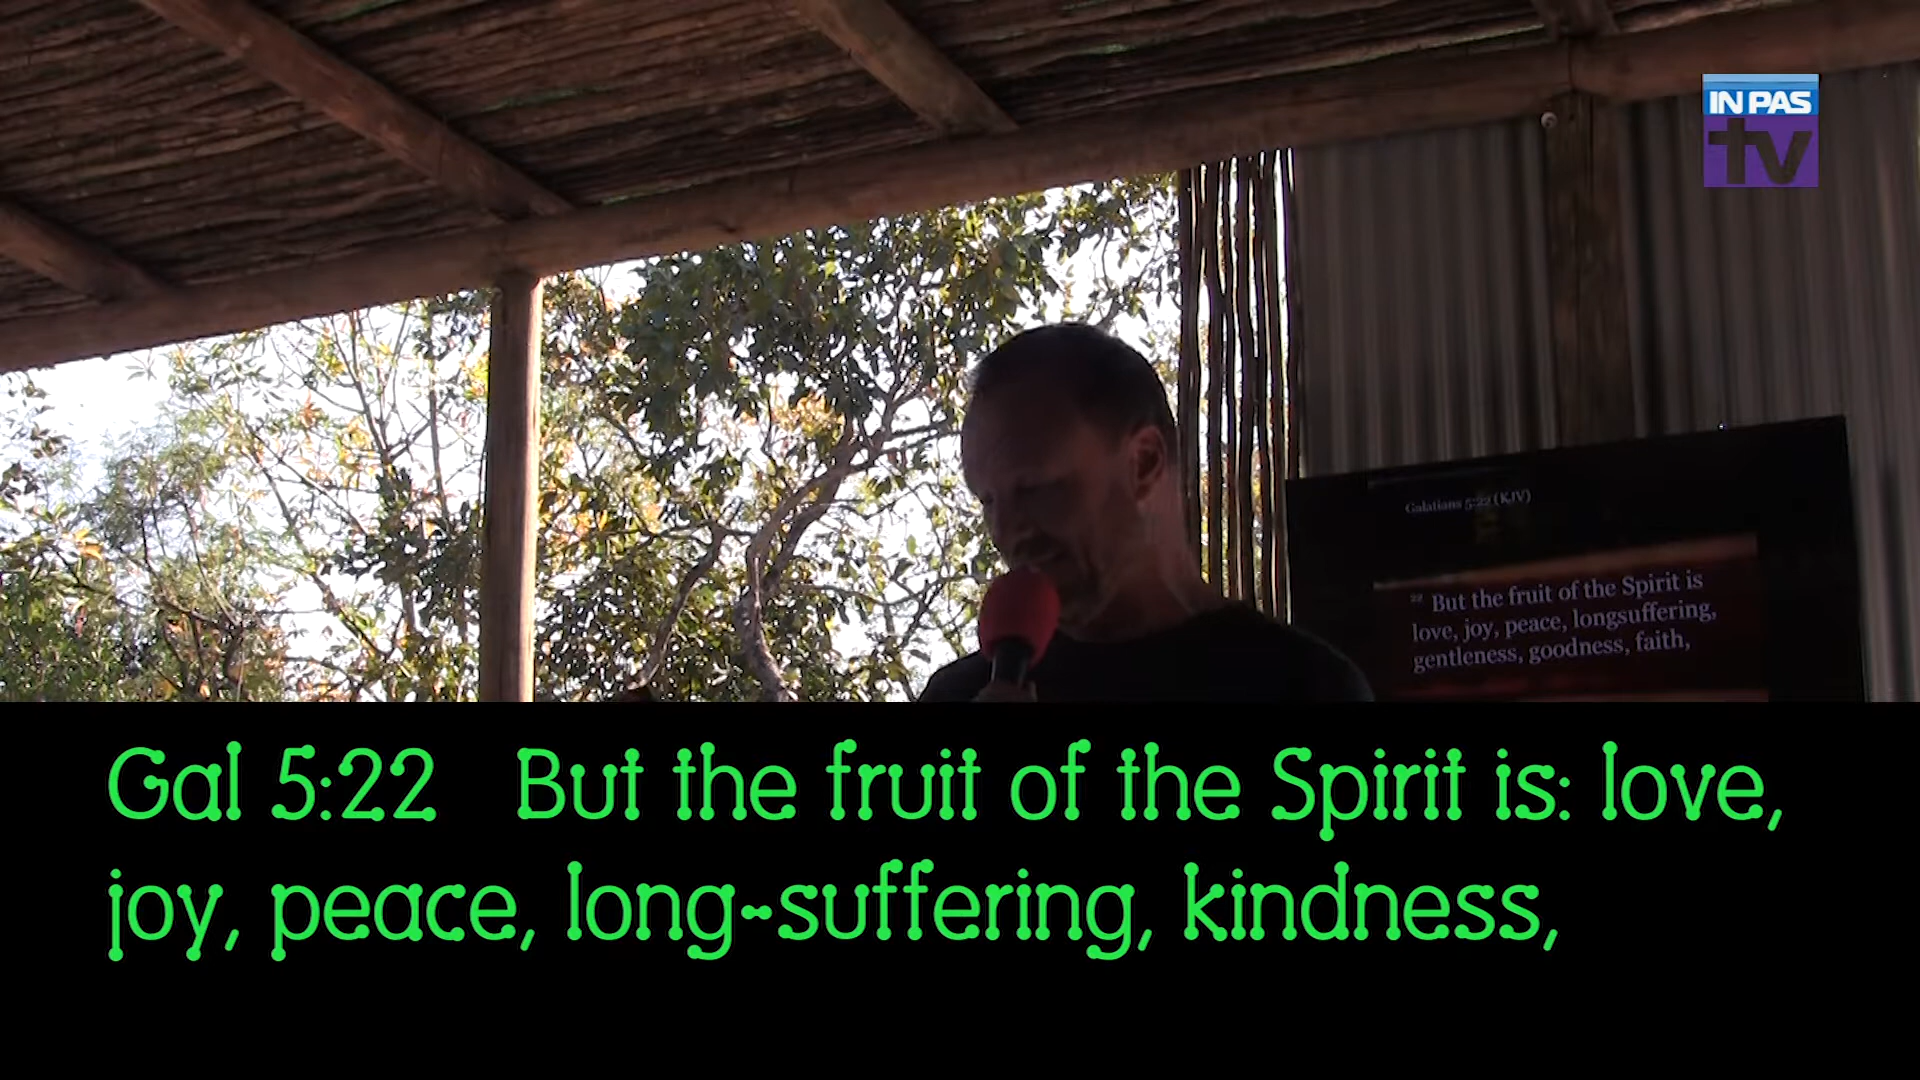 IN PAS
tv
Galatians 5:22 (KJV)
22 But the fruit of the Spirit is
love, joy, peace, longsuffering,
gentleness, goodness, faith,
Gal 5:22 But the fruit of the Spirit is: love,
joy, peace, long-suffering, kindness,